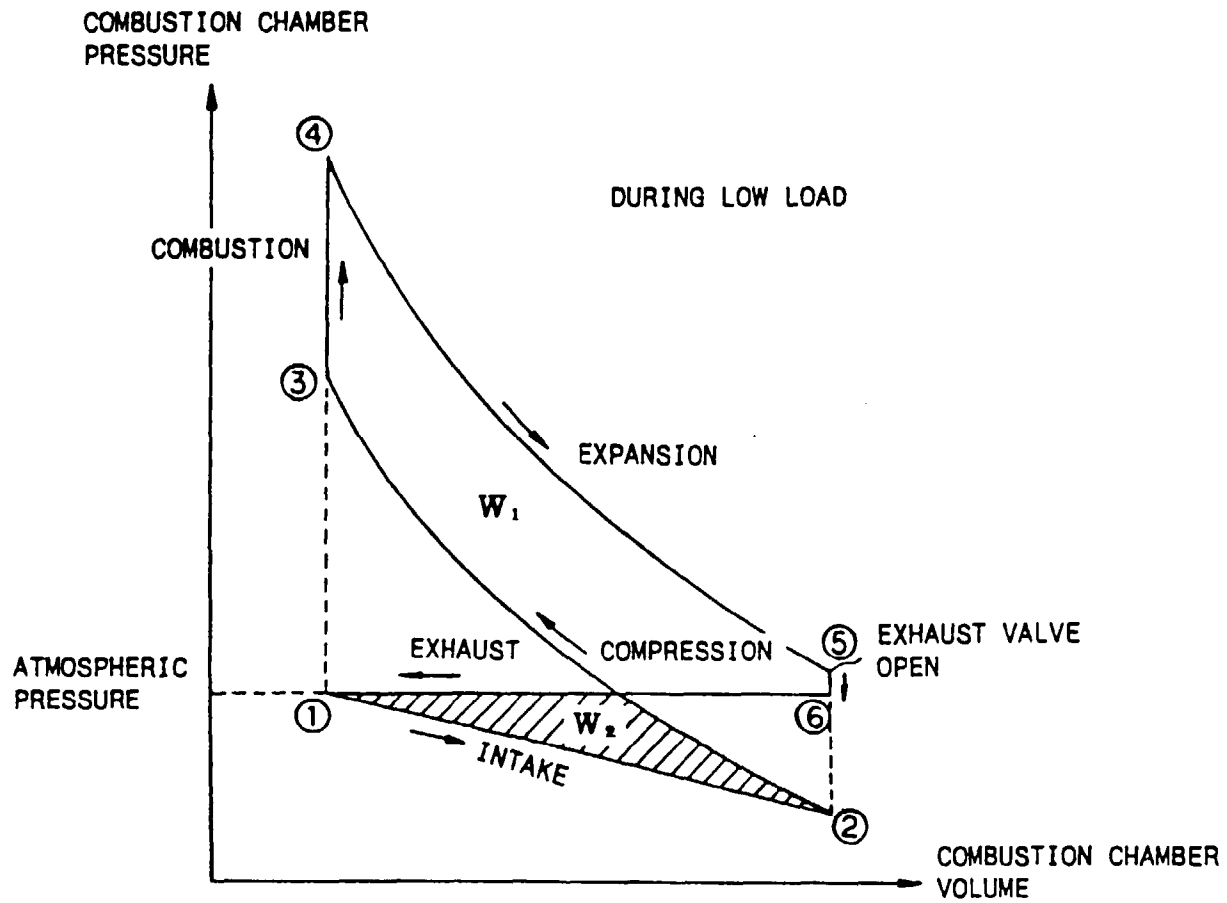 COMBUSTION CHAMBER
PRESSURE
④
DURING LOW LOAD
COMBUSTION
③
EXPANSION
W₁
⑤ EXHAUST VALVE
OPEN
EXHAUST
COMPRESSION
ATMOSPHERIC
PRESSURE
①
⑥
W₂
INTAKE
②
COMBUSTION CHAMBER
VOLUME